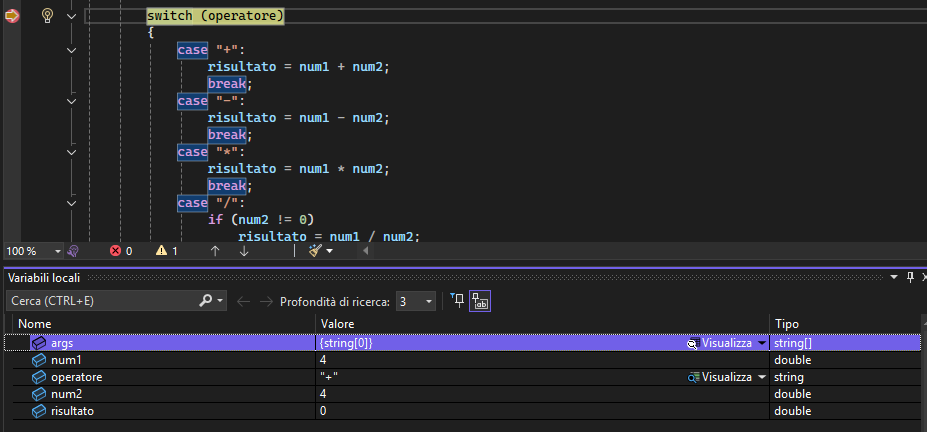 switch (operatore)
{
case "+":
risultato = num1 + num2;
break;
case "-":
risultato = num1 - num2;
break;
case "*":
risultato = num1 * num2;
break;
case "/":
if (num2 != 0)
risultato = num1 / num2;
100 % 0 1
Variabili locali
Cerca (CTRL+E) Profondità di ricerca: 3
Nome Valore Tipo
args {string[0]} Visualizza string[]
num1 4 double
operatore "+" Visualizza string
num2 4 double
risultato 0 double